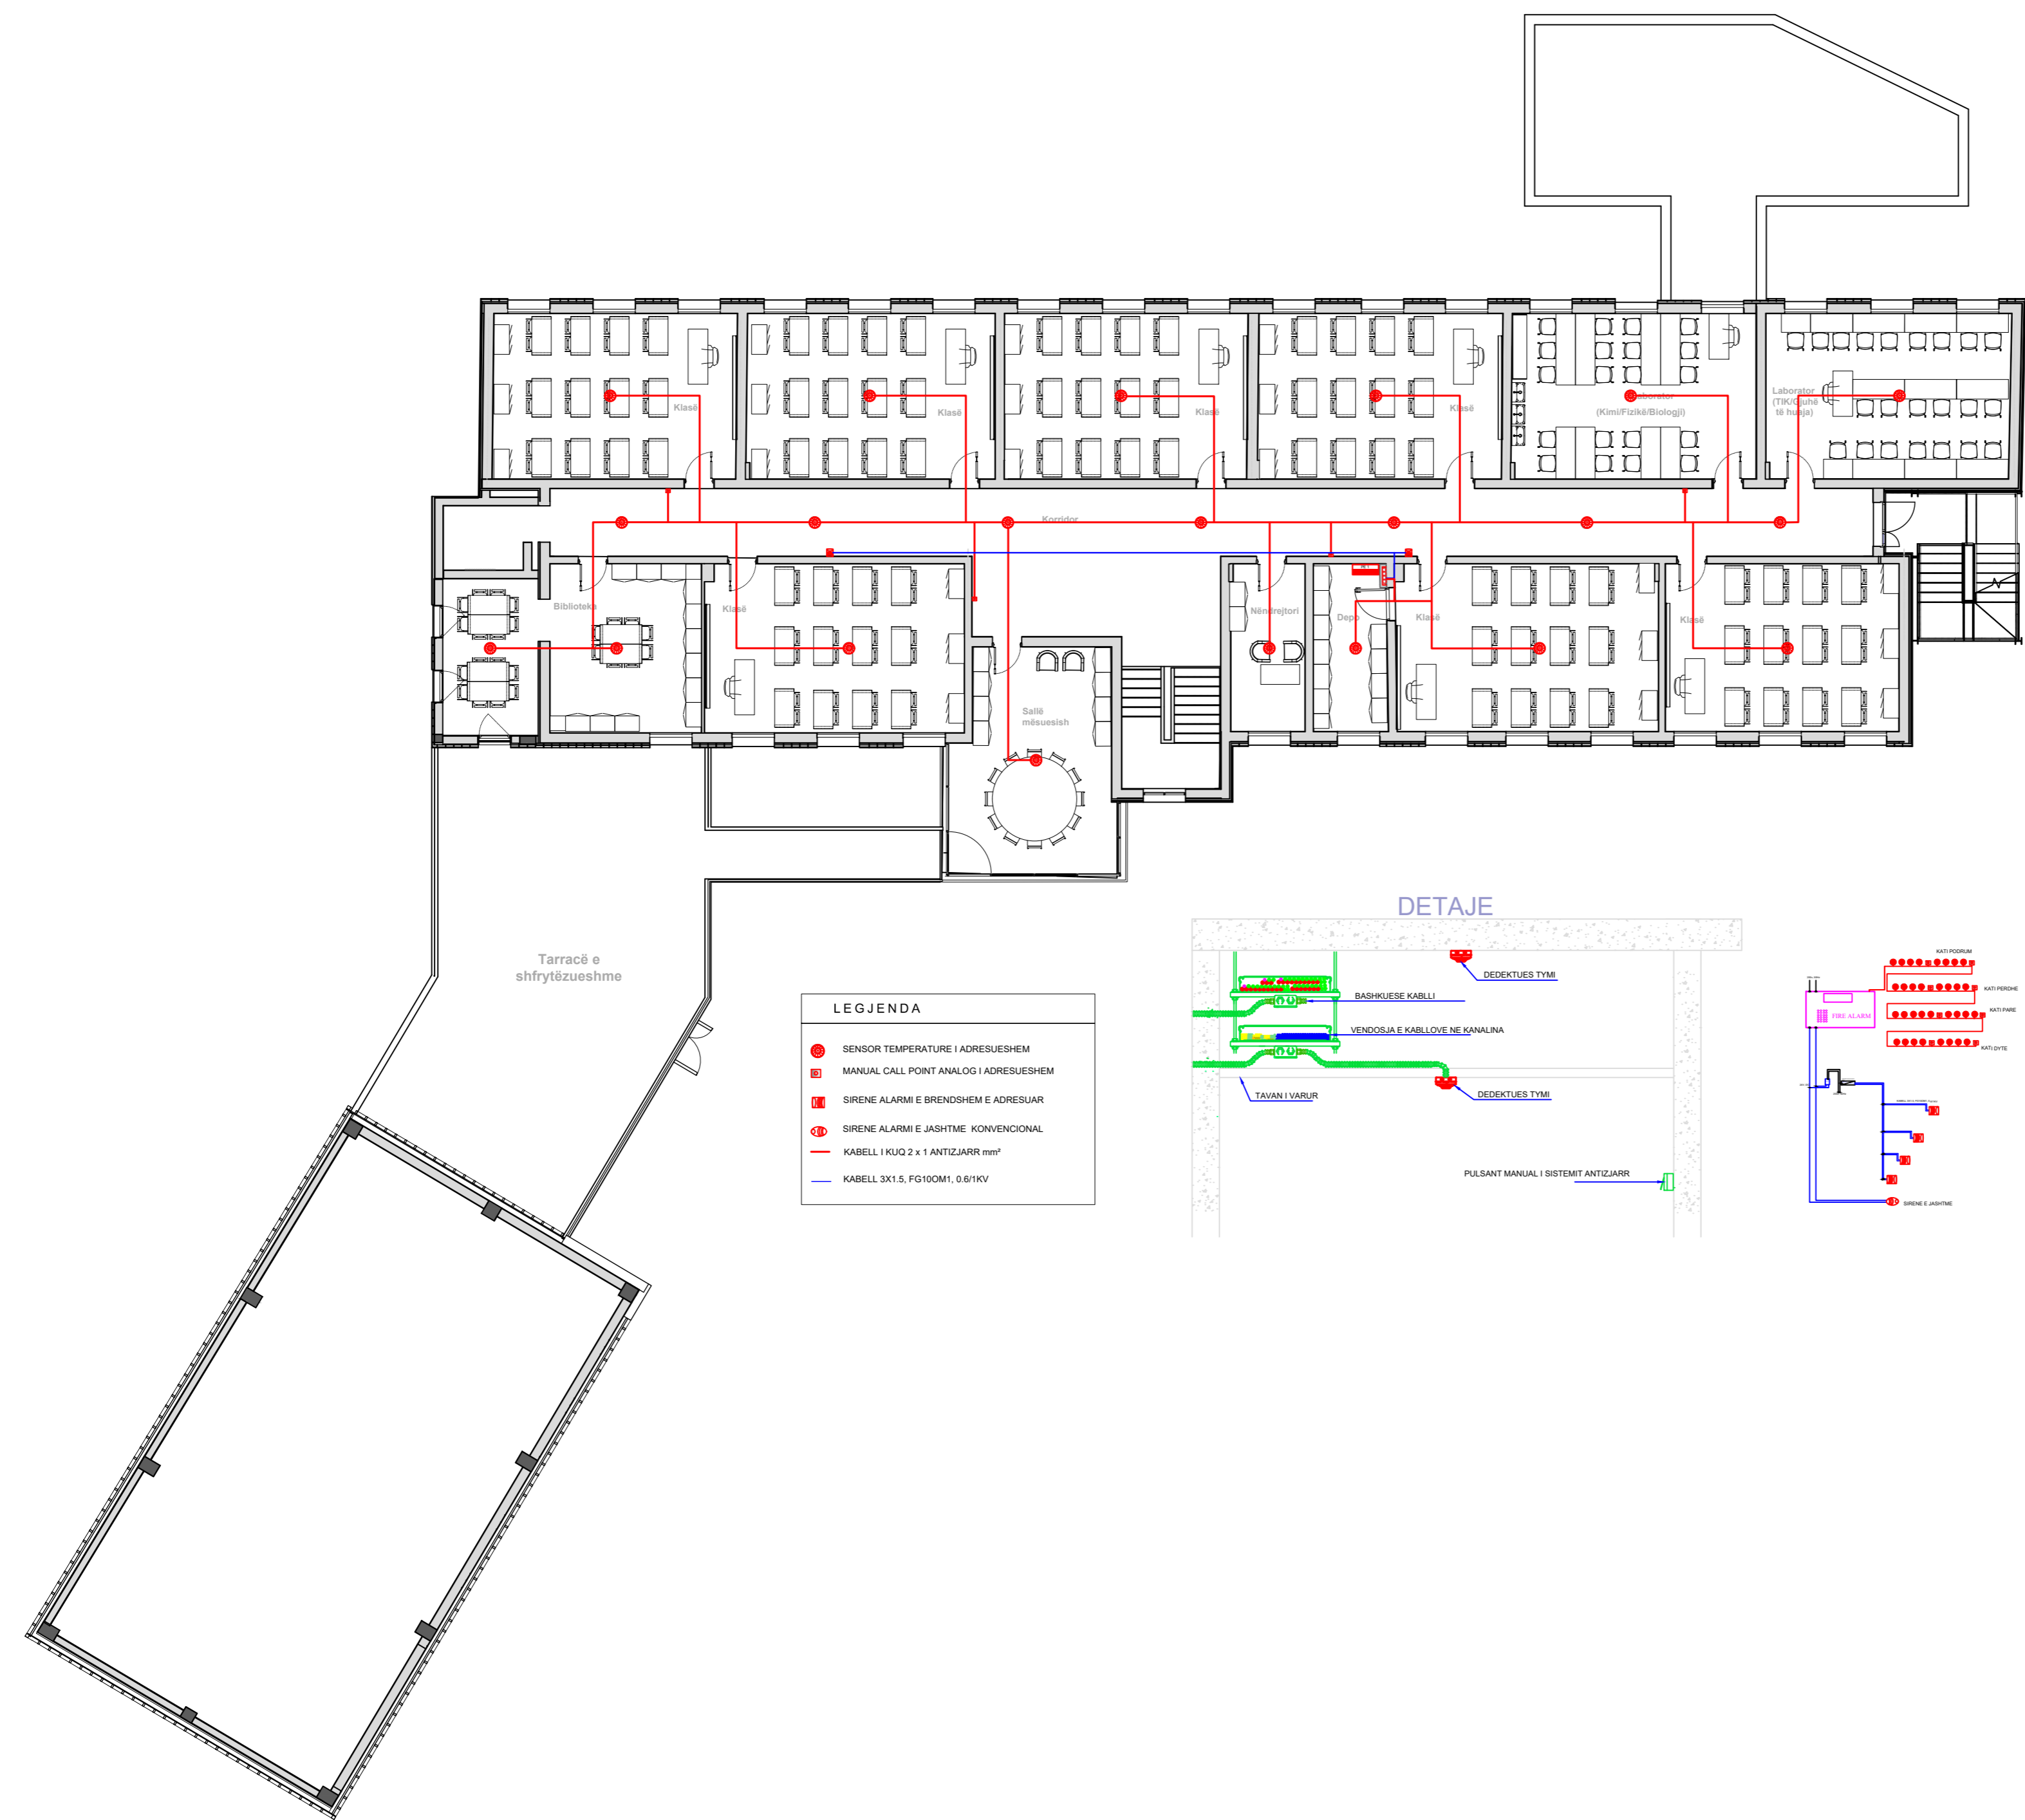 Klasë
Klasë
Klasë
Klasë
(Kimi/Fizikë/Biologji)
Laborator
(TIK/Gjuhë
të huaja)
Korridor
Biblioteka
Klasë
Nëndrejtori
Depo
Klasë
Klasë
Sallë
mësuesish
Tarracë e
shfrytëzueshme
LEGJENDA
SENSOR TEMPERATURE I ADRESUESHEM
MANUAL CALL POINT ANALOG I ADRESUESHEM
SIRENE ALARMI E BRENDSHEM E ADRESUAR
SIRENE ALARMI E JASHTME KONVENCIONAL
KABELL I KUQ 2 x 1 ANTIZJARR mm²
KABELL 3X1.5, FG10OM1, 0.6/1KV
DETAJE
DEDEKTUES TYMI
BASHKUESE KABLLI
VENDOSJA E KABLLOVE NE KANALINA
TAVAN I VARUR
DEDEKTUES TYMI
PULSANT MANUAL I SISTEMIT ANTIZJARR
KATI PODRUM
KATI PERDHE
FIRE ALARM
KATI PARE
KATI DYTE
SIRENE E JASHTME